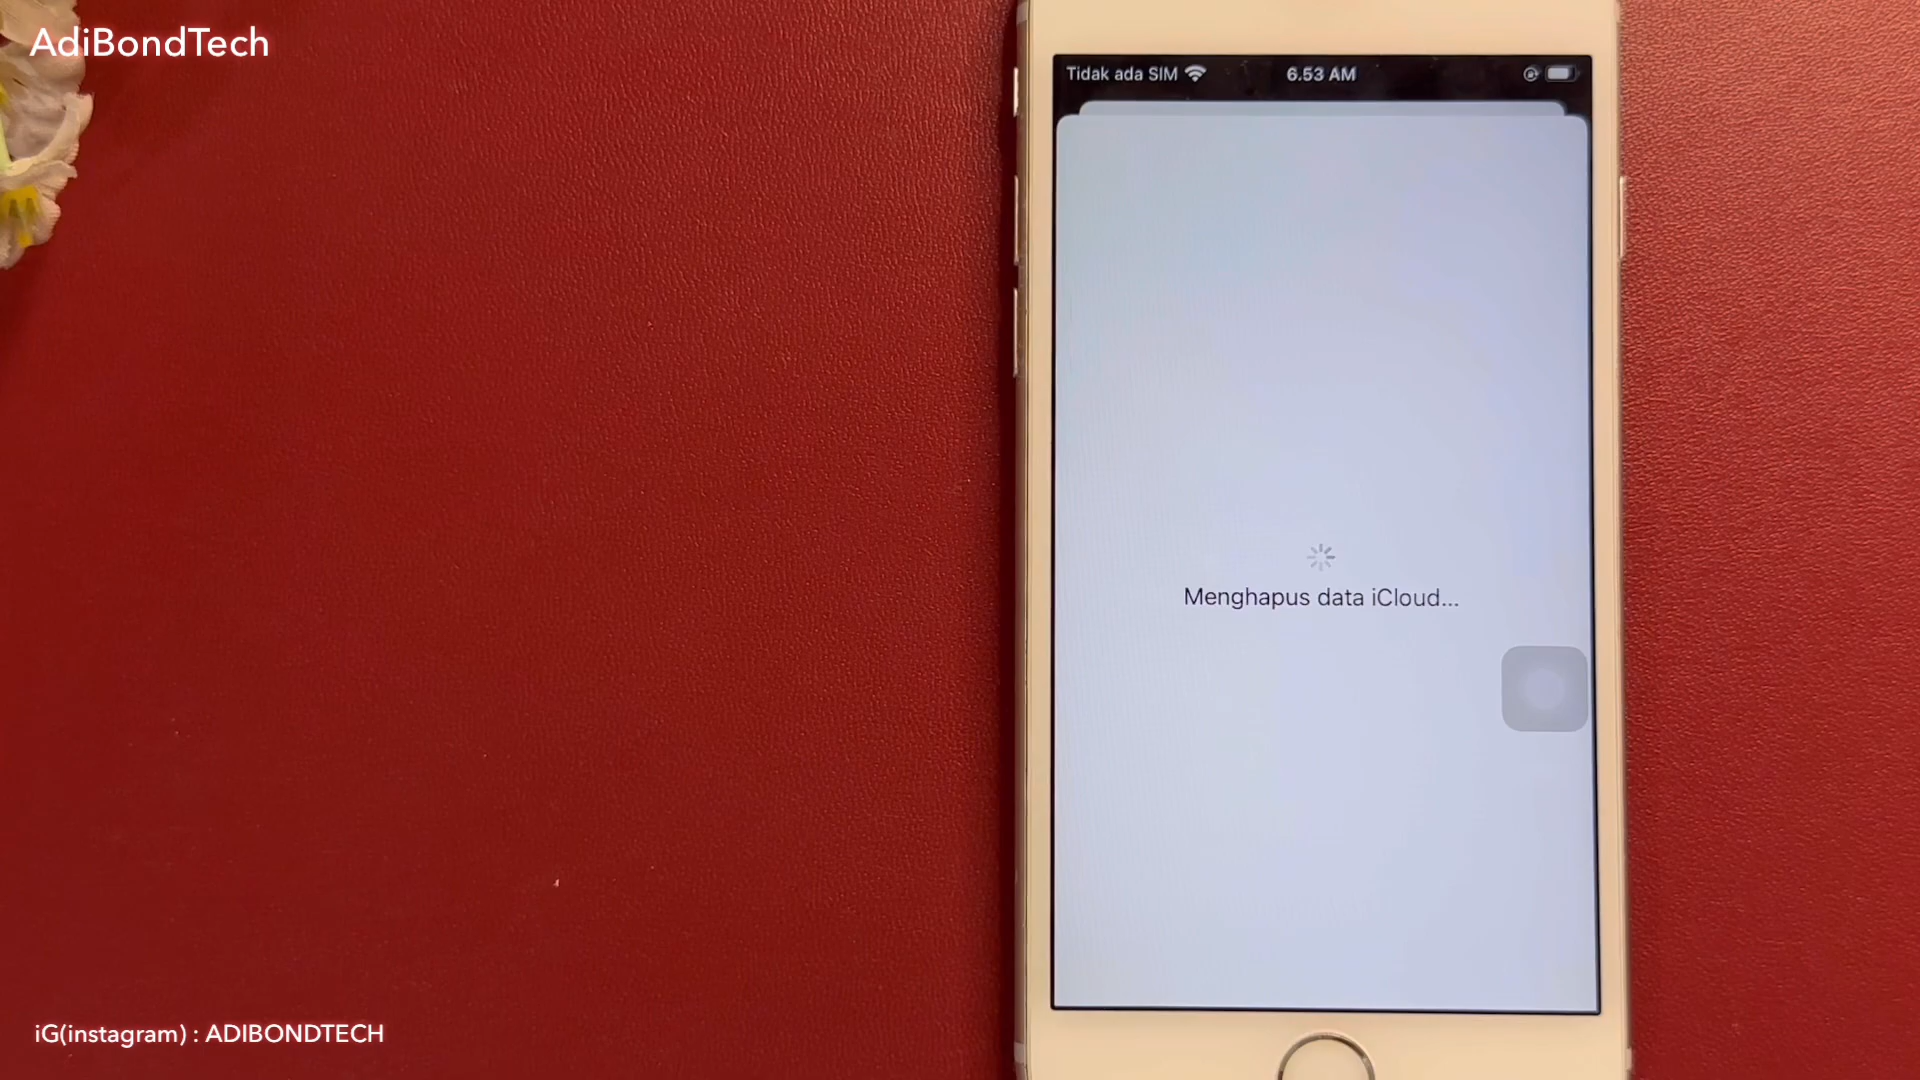 AdiBondTech
Tidak ada SIM
6.53 AM
Menghapus data iCloud...
iG(instagram) : ADIBONDTECH